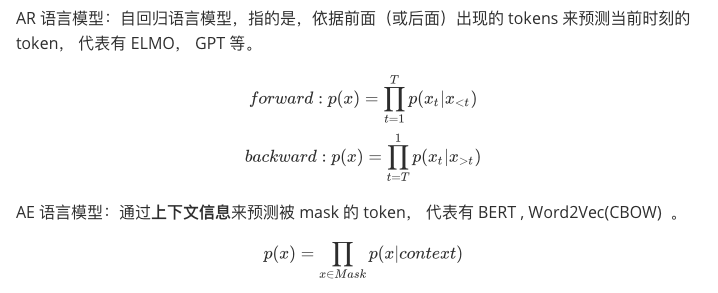 AR 语言模型：自回归语言模型，指的是，依据前面（或后面）出现的 tokens 来预测当前时刻的
token， 代表有 ELMO， GPT 等。
forward : p(x) = ∏_{t=1}^{T} p(x_t|x_{<t})
backward : p(x) = ∏_{t=T}^{1} p(x_t|x_{>t})
AE 语言模型：通过上下文信息来预测被 mask 的 token， 代表有 BERT , Word2Vec(CBOW) 。
p(x) = ∏_{x∈Mask} p(x|context)